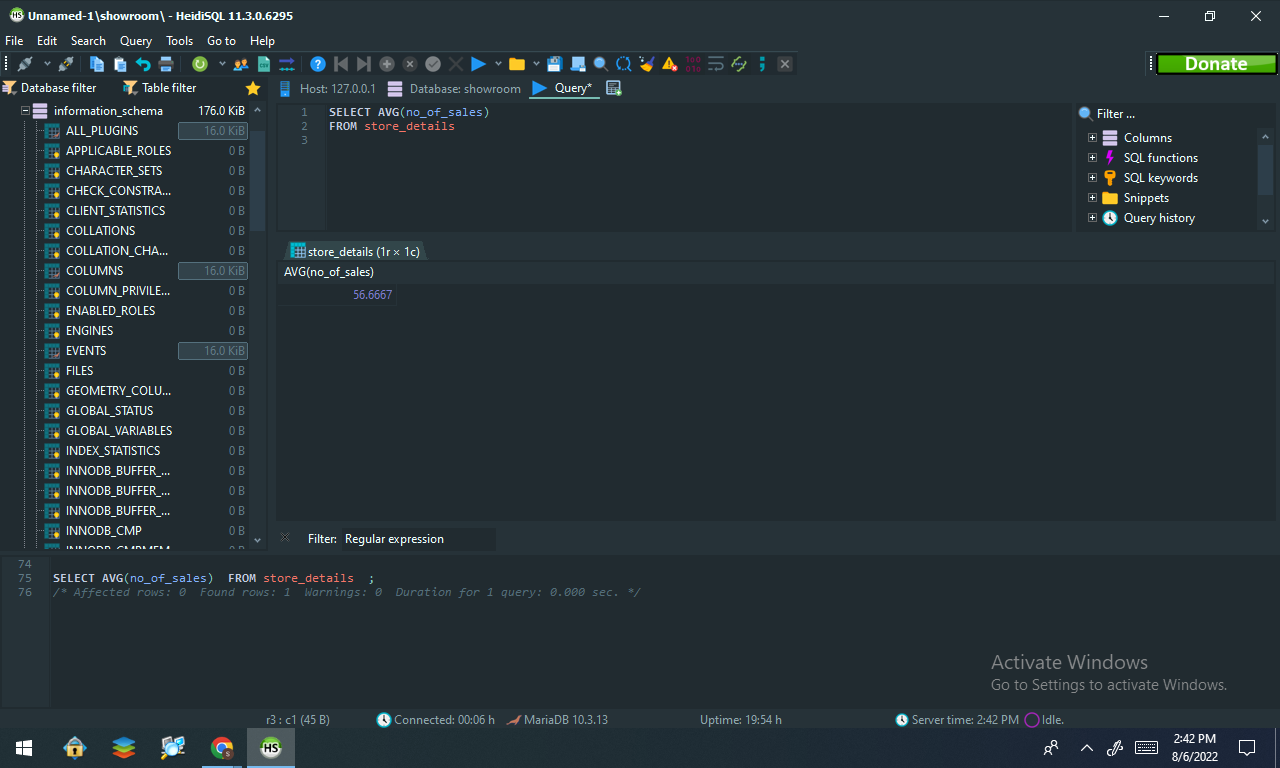 Unnamed-1\showroom\ - HeidiSQL 11.3.0.6295
File Edit Search Query Tools Go to Help
Donate
Database filter Table filter
Host: 127.0.0.1 Database: showroom Query*
information_schema 176.0 KiB
ALL_PLUGINS 16.0 KiB
APPLICABLE_ROLES 0 B
CHARACTER_SETS 0 B
CHECK_CONSTRA... 0 B
CLIENT_STATISTICS 0 B
COLLATIONS 0 B
COLLATION_CHA... 0 B
COLUMNS 16.0 KiB
COLUMN_PRIVILE... 0 B
ENABLED_ROLES 0 B
ENGINES 0 B
EVENTS 16.0 KiB
FILES 0 B
GEOMETRY_COLU... 0 B
GLOBAL_STATUS 0 B
GLOBAL_VARIABLES 0 B
INDEX_STATISTICS 0 B
INNODB_BUFFER_... 0 B
INNODB_BUFFER_... 0 B
INNODB_BUFFER_... 0 B
INNODB_CMP 0 B
INNODB_CMPMEM 0 B
1 SELECT AVG(no_of_sales)
2 FROM store_details
3
Filter ...
Columns
SQL functions
SQL keywords
Snippets
Query history
store_details (1r × 1c)
AVG(no_of_sales)
56.6667
Filter: Regular expression
74
75 SELECT AVG(no_of_sales)  FROM store_details  ;
76 /* Affected rows: 0  Found rows: 1  Warnings: 0  Duration for 1 query: 0.000 sec. */
Activate Windows
Go to Settings to activate Windows.
r3 : c1 (45 B) Connected: 00:06 h MariaDB 10.3.13 Uptime: 19:54 h Server time: 2:42 PM Idle.
2:42 PM
8/6/2022